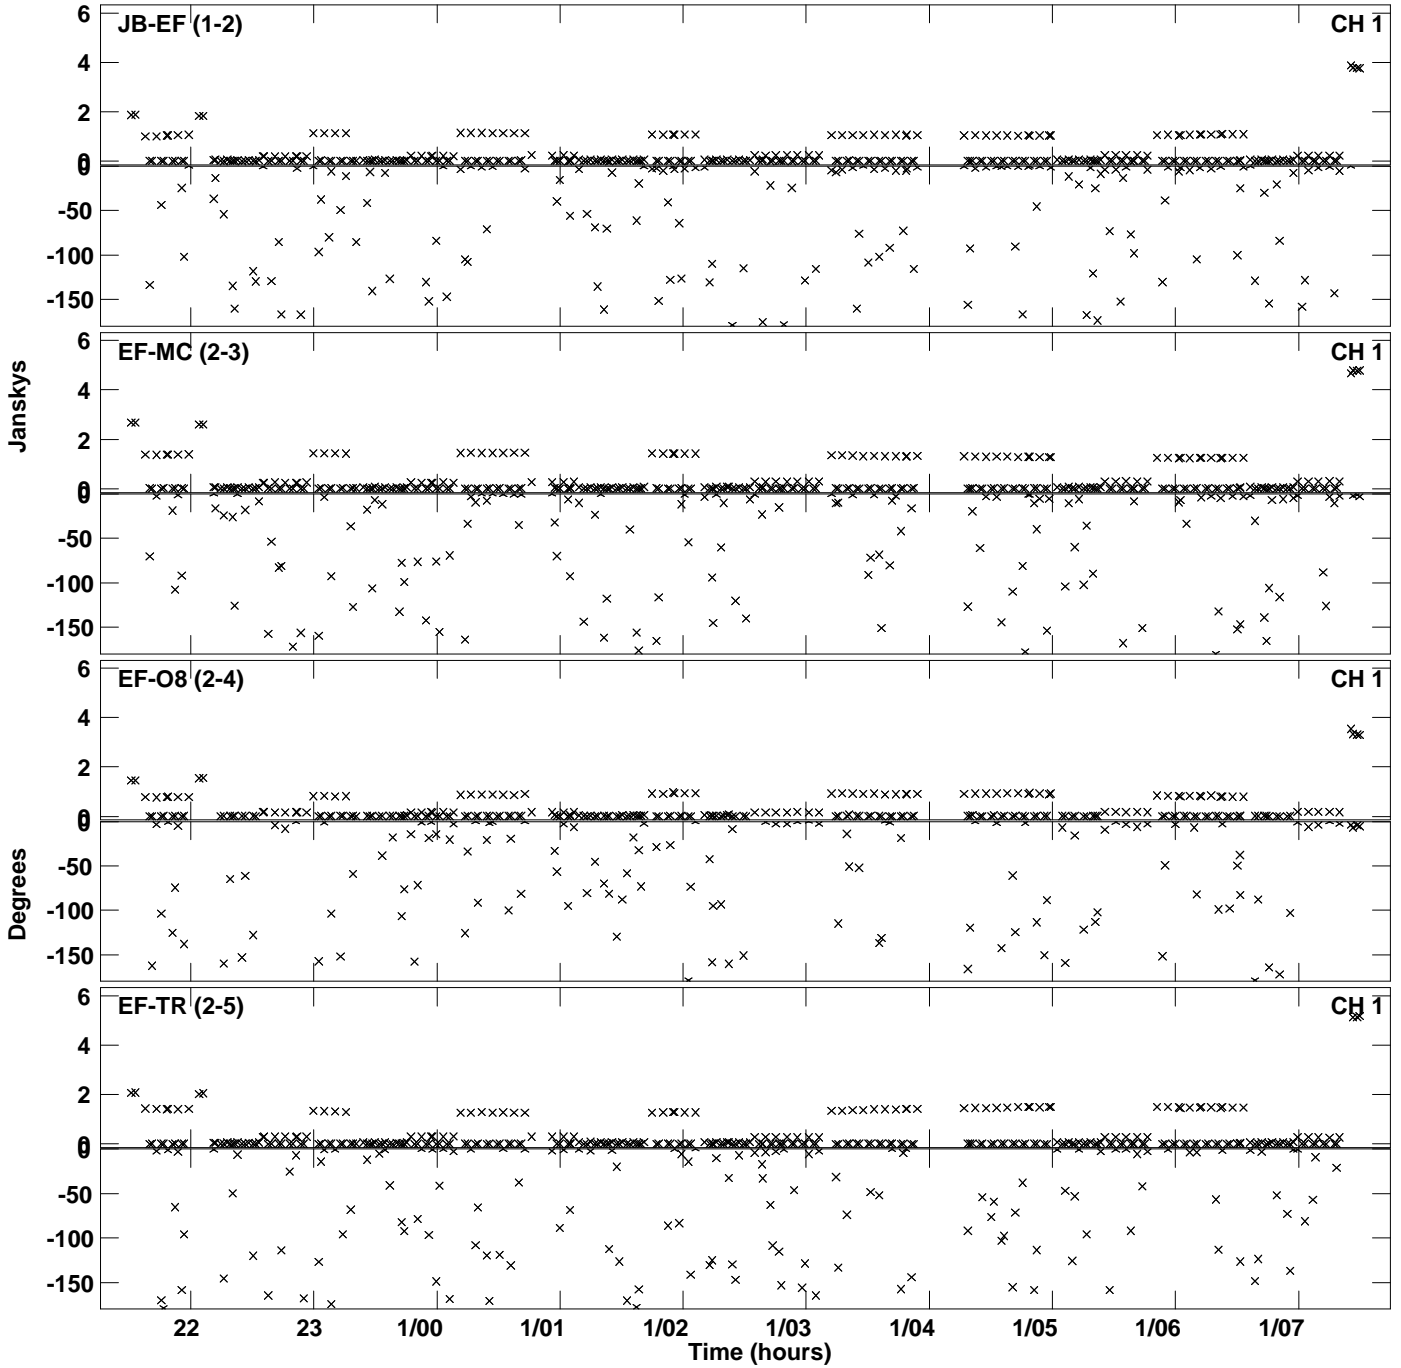 6
JB-EF (1-2)
CH 1
4
2
0
0
-50
-100
-150
6
EF-MC (2-3)
CH 1
4
2
0
0
-50
-100
-150
Janskys
6
EF-O8 (2-4)
CH 1
4
2
0
0
-50
-100
-150
Degrees
6
EF-TR (2-5)
CH 1
4
2
0
0
-50
-100
-150
22 23 1/00 1/01 1/02 1/03 1/04 1/05 1/06 1/07
Time (hours)